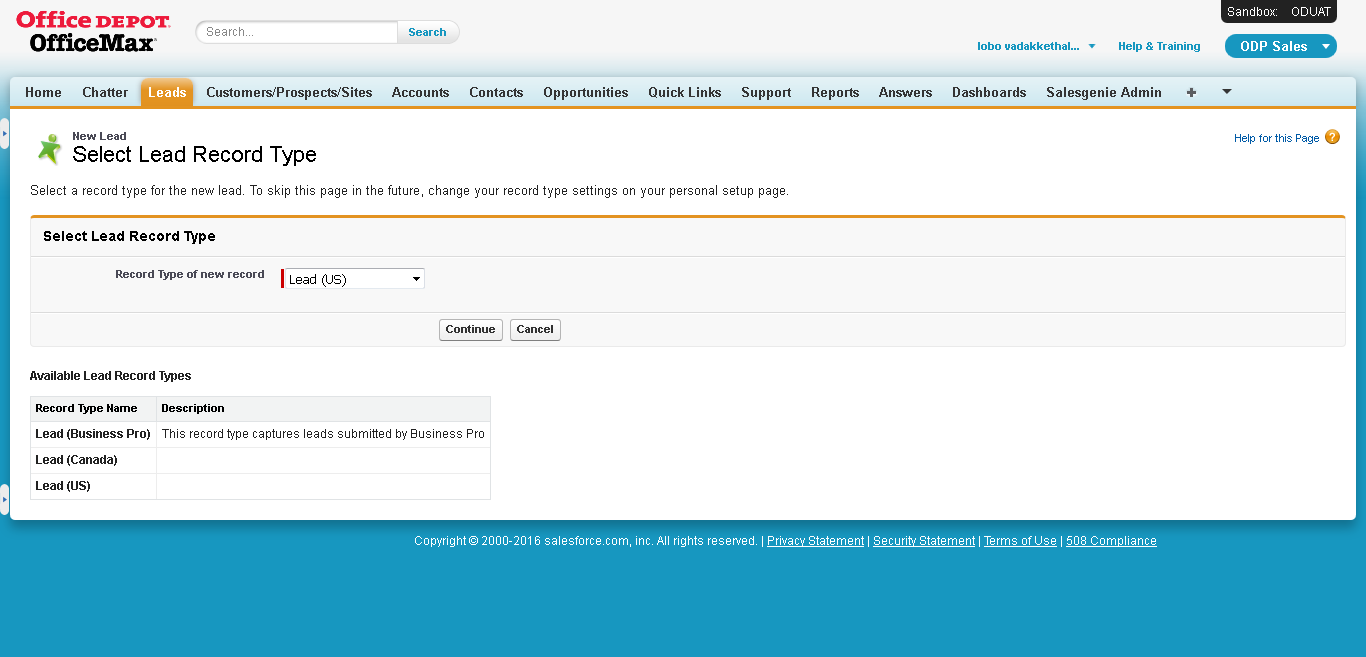 Office DEPOT.
OfficeMax
Search...
Search
Sandbox: ODUAT
lobo vadakkethal...
Help & Training
ODP Sales
Home Chatter Leads Customers/Prospects/Sites Accounts Contacts Opportunities Quick Links Support Reports Answers Dashboards Salesgenie Admin +
New Lead
Select Lead Record Type
Help for this Page ?
Select a record type for the new lead. To skip this page in the future, change your record type settings on your personal setup page.
Select Lead Record Type
Record Type of new record Lead (US)
Continue Cancel
Available Lead Record Types
Record Type Name Description
Lead (Business Pro) This record type captures leads submitted by Business Pro
Lead (Canada)
Lead (US)
Copyright © 2000-2016 salesforce.com, inc. All rights reserved. | Privacy Statement | Security Statement | Terms of Use | 508 Compliance